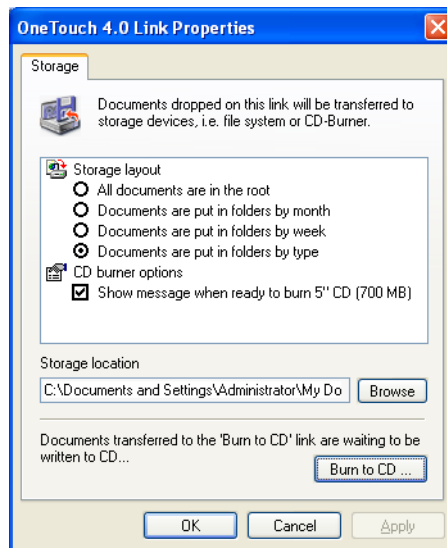 OneTouch 4.0 Link Properties
Storage
Documents dropped on this link will be transferred to
storage devices, i.e. file system or CD-Burner.
Storage layout
All documents are in the root
Documents are put in folders by month
Documents are put in folders by week
Documents are put in folders by type
CD burner options
Show message when ready to burn 5" CD (700 MB)
Storage location
C:\Documents and Settings\Administrator\My Do
Browse
Documents transferred to the 'Burn to CD' link are waiting to be
written to CD...
Burn to CD ...
OK
Cancel
Apply